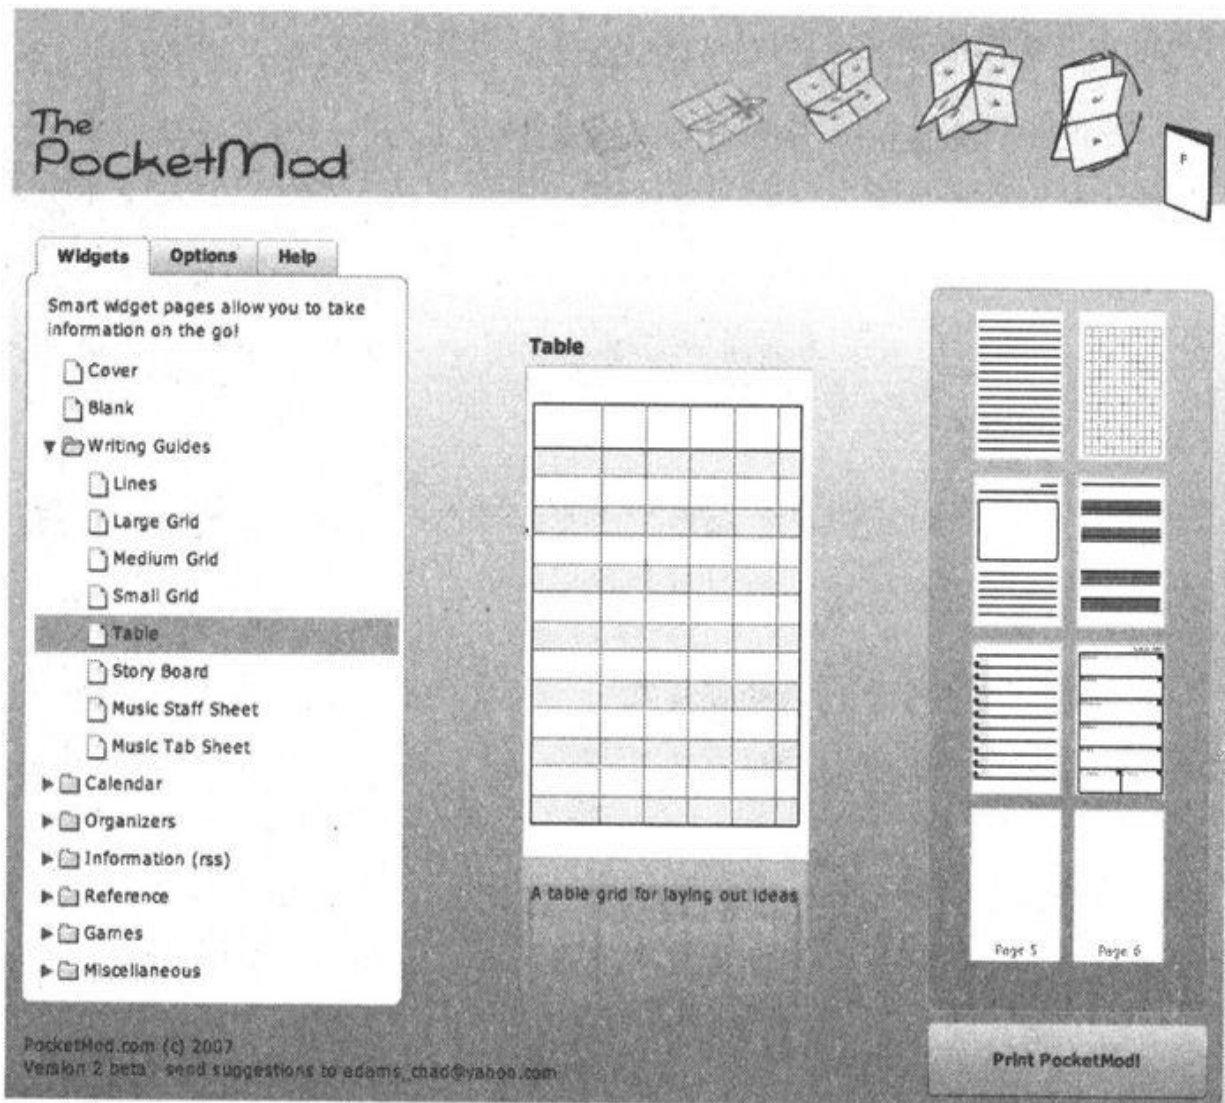 The
PocketMod
P
Widgets
Options
Help
Smart widget pages allow you to take
information on the go!
Cover
Blank
Writing Guides
Lines
Large Grid
Medium Grid
Small Grid
Table
Story Board
Music Staff Sheet
Music Tab Sheet
Calendar
Organizers
Information (rss)
Reference
Games
Miscellaneous
Table
A table grid for laying out ideas
Page 5
Page 6
Print PocketMod!
PocketMod.com (c) 2007
Version 2 beta . send suggestions to adams_chad@yahoo.com